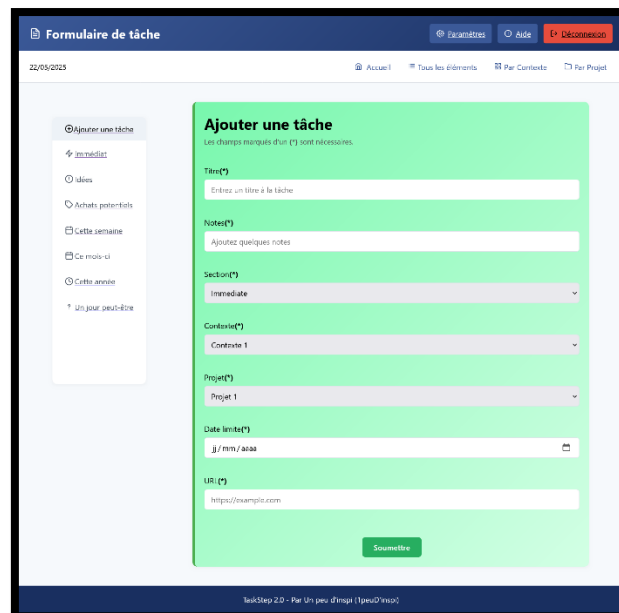 Formulaire de tâche
Paramètres
Aide
Déconnexion
22/05/2025
Accueil
Tous les éléments
Par Contexte
Par Projet
Ajouter une tâche
Immédiat
Idées
Achats potentiels
Cette semaine
Ce mois-ci
Cette année
Un jour peut-être
Ajouter une tâche
Les champs marqués d'un (*) sont nécessaires.
Titre(*)
Entrez un titre à la tâche
Notes(*)
Ajoutez quelques notes
Section(*)
Immediate
Contexte(*)
Contexte 1
Projet(*)
Projet 1
Date limite(*)
jj / mm / aaaa
URL(*)
https://example.com
Soumettre
TaskStep 2.0 - Par Un peu d'inspi (1peuD'inspi)